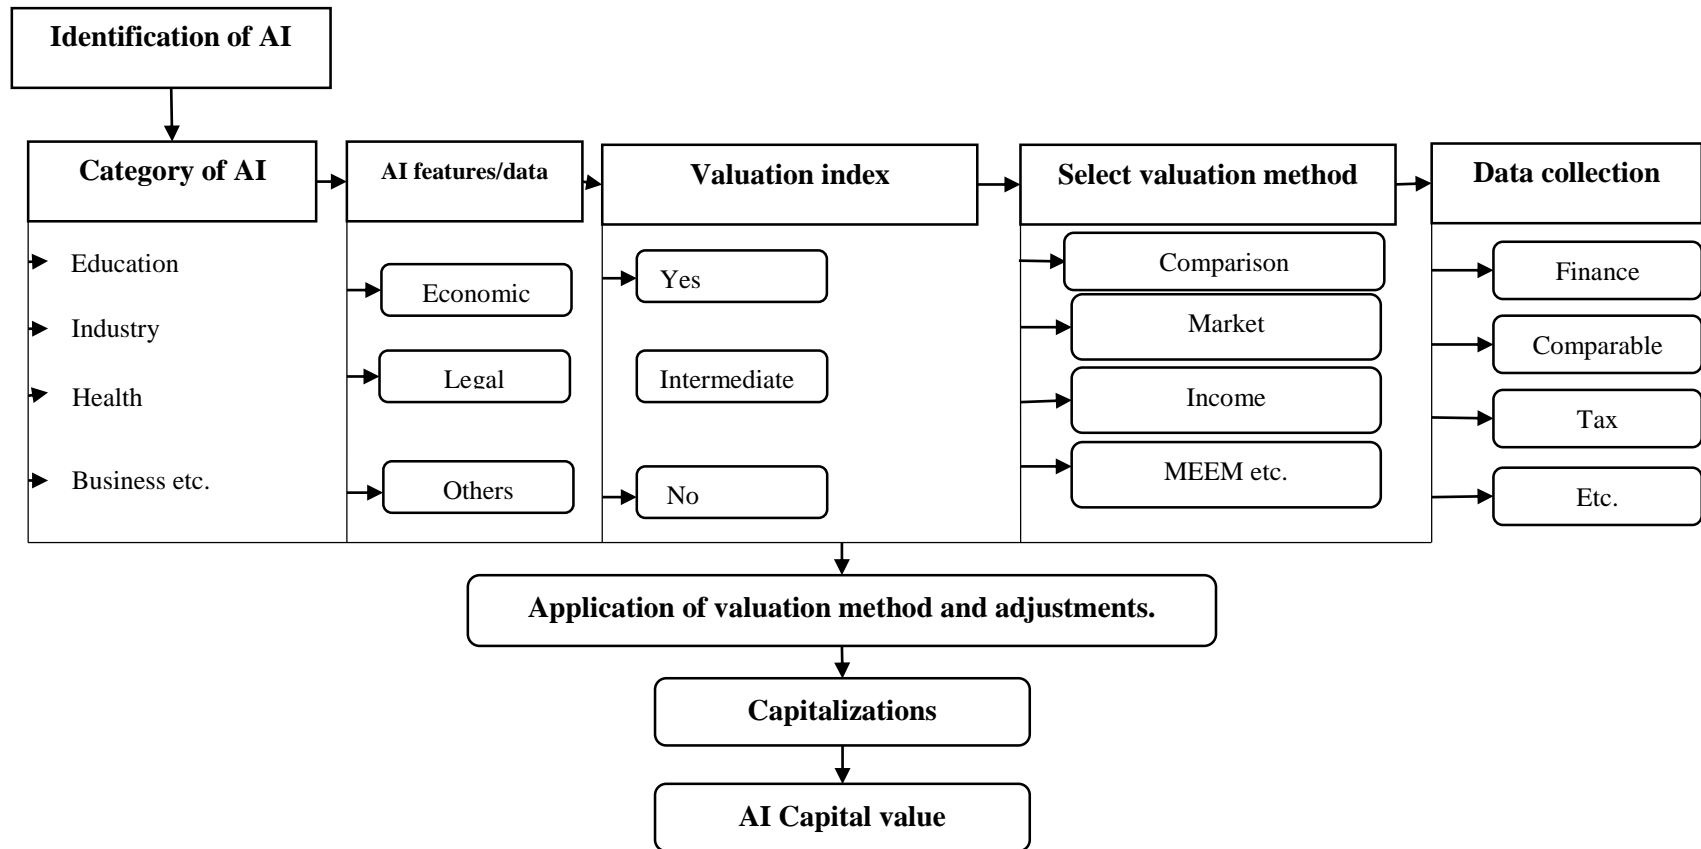 Identification of AI
Category of AI
AI features/data
Valuation index
Select valuation method
Data collection
Education
Industry
Health
Business etc.
Economic
Legal
Others
Yes
Intermediate
No
Comparison
Market
Income
MEEM etc.
Finance
Comparable
Tax
Etc.
Application of valuation method and adjustments.
Capitalizations
AI Capital value